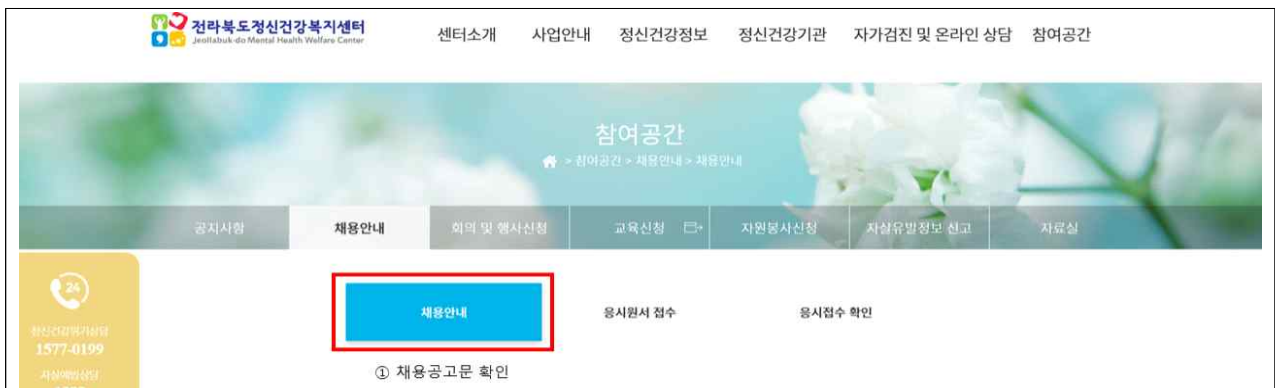 전라북도정신건강복지센터
Jeollabuk-do Mental Health Welfare Center
센터소개 사업안내 정신건강정보 정신건강기관 자가검진 및 온라인 상담 참여공간
참여공간
> 참여공간 > 채용안내 > 채용안내
공지사항 채용안내 회의 및 행사신청 교육신청 자원봉사신청 자살유발정보 신고 자료실
24
정신건강위기상담
1577-0199
자살예방상담
채용안내 응시원서 접수 응시접수 확인
① 채용공고문 확인